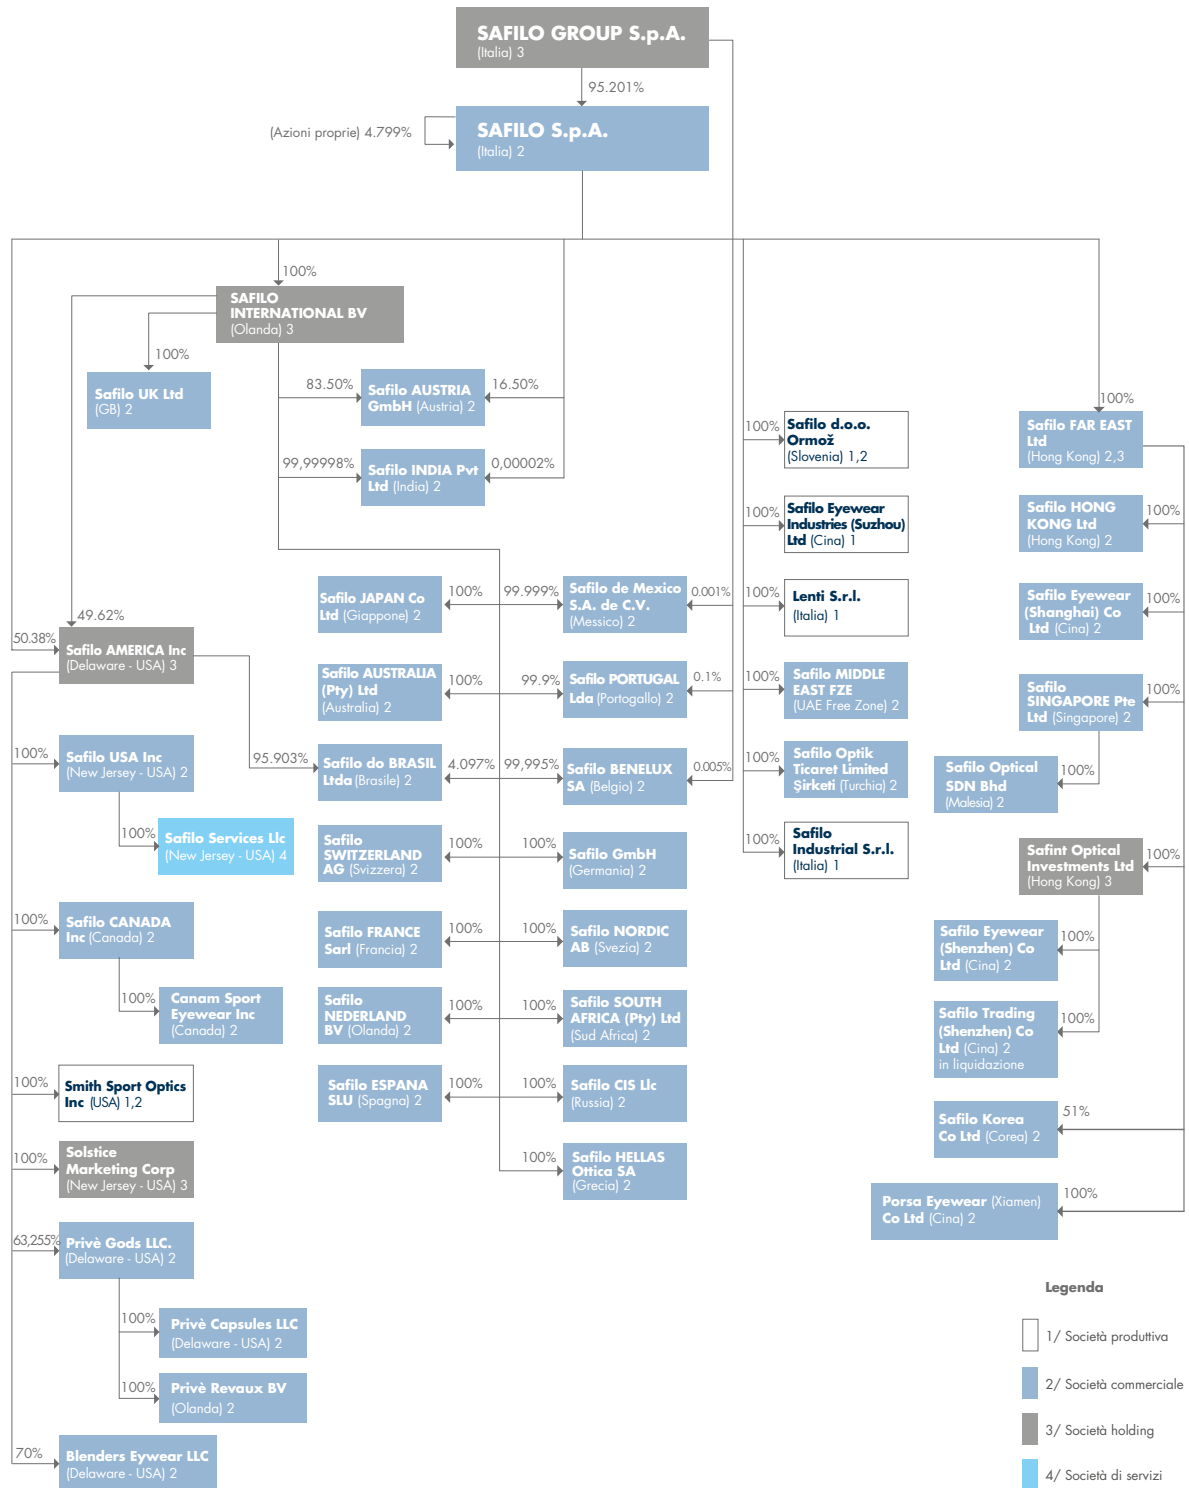 SAFILO GROUP S.p.A.
(Italia) 3
95.201%
(Azioni proprie) 4.799%
SAFILO S.p.A.
(Italia) 2
100%
SAFILO
INTERNATIONAL BV
(Olanda) 3
100%
Safilo UK Ltd
(GB) 2
83.50%
Safilo AUSTRIA
GmbH (Austria) 2
16.50%
99,99998%
Safilo INDIA Pvt
Ltd (India) 2
0,00002%
49.62%
50.38%
Safilo AMERICA Inc
(Delaware - USA) 3
100%
Safilo USA Inc
(New Jersey - USA) 2
100%
Safilo Services Llc
(New Jersey - USA) 4
100%
Safilo CANADA
Inc (Canada) 2
100%
Canam Sport
Eyewear Inc
(Canada) 2
100%
Smith Sport Optics
Inc (USA) 1,2
100%
Solstice
Marketing Corp
(New Jersey - USA) 3
63,255%
Privè Gods LLC.
(Delaware - USA) 2
100%
Privè Capsules LLC
(Delaware - USA) 2
100%
Privè Revaux BV
(Olanda) 2
70%
Blenders Eywear LLC
(Delaware - USA) 2
Safilo JAPAN Co
Ltd (Giappone) 2
100%
99.999%
Safilo de Mexico
S.A. de C.V.
(Messico) 2
0.001%
Safilo AUSTRALIA
(Pty) Ltd
(Australia) 2
100%
99.9%
Safilo PORTUGAL
Lda (Portogallo) 2
0.1%
95.903%
Safilo do BRASIL
Ltda (Brasile) 2
4.097%
99,995%
Safilo BENELUX
SA (Belgio) 2
0.005%
Safilo
SWITZERLAND
AG (Svizzera) 2
100%
100%
Safilo GmbH
(Germania) 2
Safilo FRANCE
Sarl (Francia) 2
100%
100%
Safilo NORDIC
AB (Svezia) 2
Safilo
NEDERLAND
BV (Olanda) 2
100%
100%
Safilo SOUTH
AFRICA (Pty) Ltd
(Sud Africa) 2
Safilo ESPANA
SLU (Spagna) 2
100%
100%
Safilo CIS Llc
(Russia) 2
100%
Safilo HELLAS
Ottica SA
(Grecia) 2
100%
Safilo d.o.o.
Ormož
(Slovenia) 1,2
100%
Safilo Eyewear
Industries (Suzhou)
Ltd (Cina) 1
100%
Lenti S.r.l.
(Italia) 1
100%
Safilo MIDDLE
EAST FZE
(UAE Free Zone) 2
100%
Safilo Optik
Ticaret Limited
Şirketi (Turchia) 2
100%
Safilo
Industrial S.r.l.
(Italia) 1
100%
Safilo FAR EAST
Ltd
(Hong Kong) 2,3
Safilo HONG
KONG Ltd
(Hong Kong) 2
100%
Safilo Eyewear
(Shanghai) Co
Ltd (Cina) 2
100%
Safilo
SINGAPORE Pte
Ltd (Singapore) 2
100%
Safilo Optical
SDN Bhd
(Malesia) 2
100%
Safint Optical
Investments Ltd
(Hong Kong) 3
100%
Safilo Eyewear
(Shenzhen) Co
Ltd (Cina) 2
100%
Safilo Trading
(Shenzhen) Co
Ltd (Cina) 2
in liquidazione
100%
Safilo Korea
Co Ltd (Corea) 2
51%
Porsa Eyewear (Xiamen)
Co Ltd (Cina) 2
100%
Legenda
1/ Società produttiva
2/ Società commerciale
3/ Società holding
4/ Società di servizi